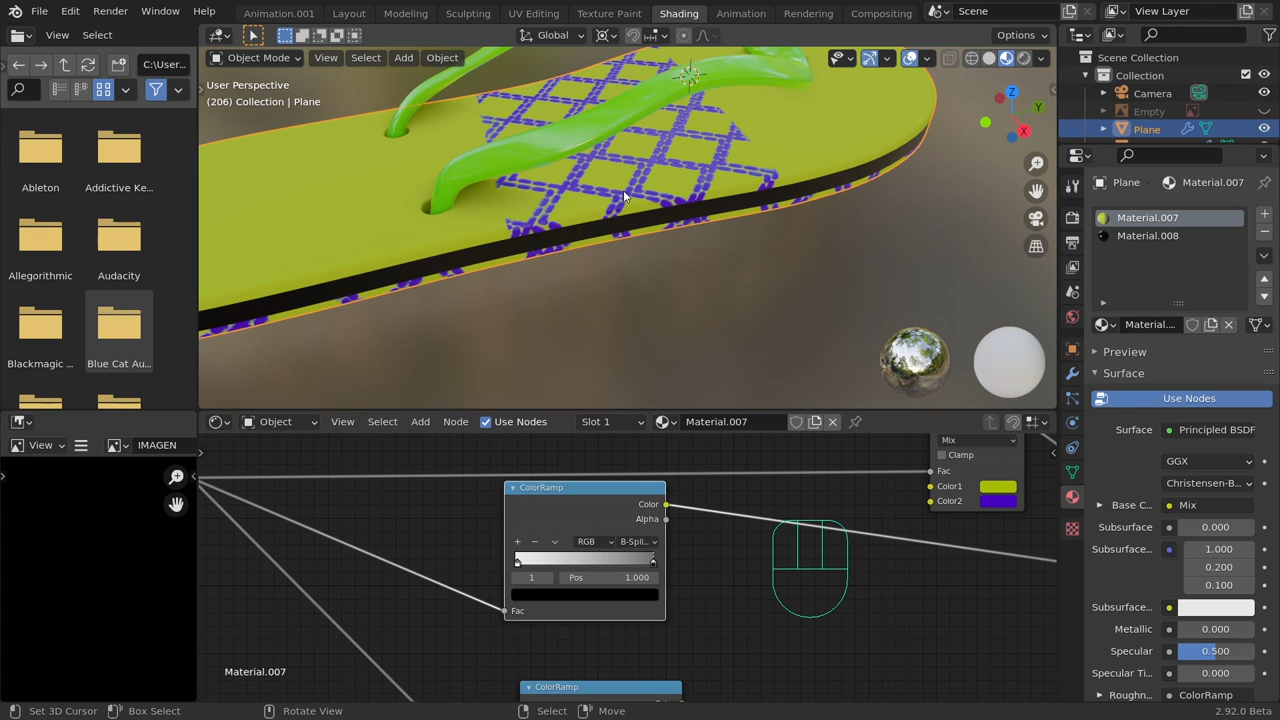 File Edit Render Window Help
Animation.001 Layout Modeling Sculpting UV Editing Texture Paint Shading Animation Rendering Compositing
Scene
View Layer
View Select
Global
Options
C:\User...
Object Mode View Select Add Object
User Perspective
(206) Collection | Plane
Z
Y
X
Ableton
Addictive Ke...
Allegorithmic
Audacity
Blackmagic ...
Blue Cat Au...
Scene Collection
Collection
Camera
Empty
Plane
Plane Material.007
Material.007
Material.008
Material....
Preview
Surface
Use Nodes
Surface Principled BSDF
GGX
Christensen-B...
Base C... Mix
Subsurface 0.000
Subsurface... 1.000
0.200
0.100
Subsurface...
Metallic 0.000
Specular 0.500
Specular Ti... 0.000
Roughn... ColorRamp
View IMAGEN
Object View Select Add Node Use Nodes Slot 1 Material.007
Mix
Clamp
Fac
Color1
Color2
ColorRamp
Color
Alpha
RGB B-Spli...
1 Pos 1.000
Fac
ColorRamp
Material.007
Set 3D Cursor Box Select Rotate View Select Move 2.92.0 Beta